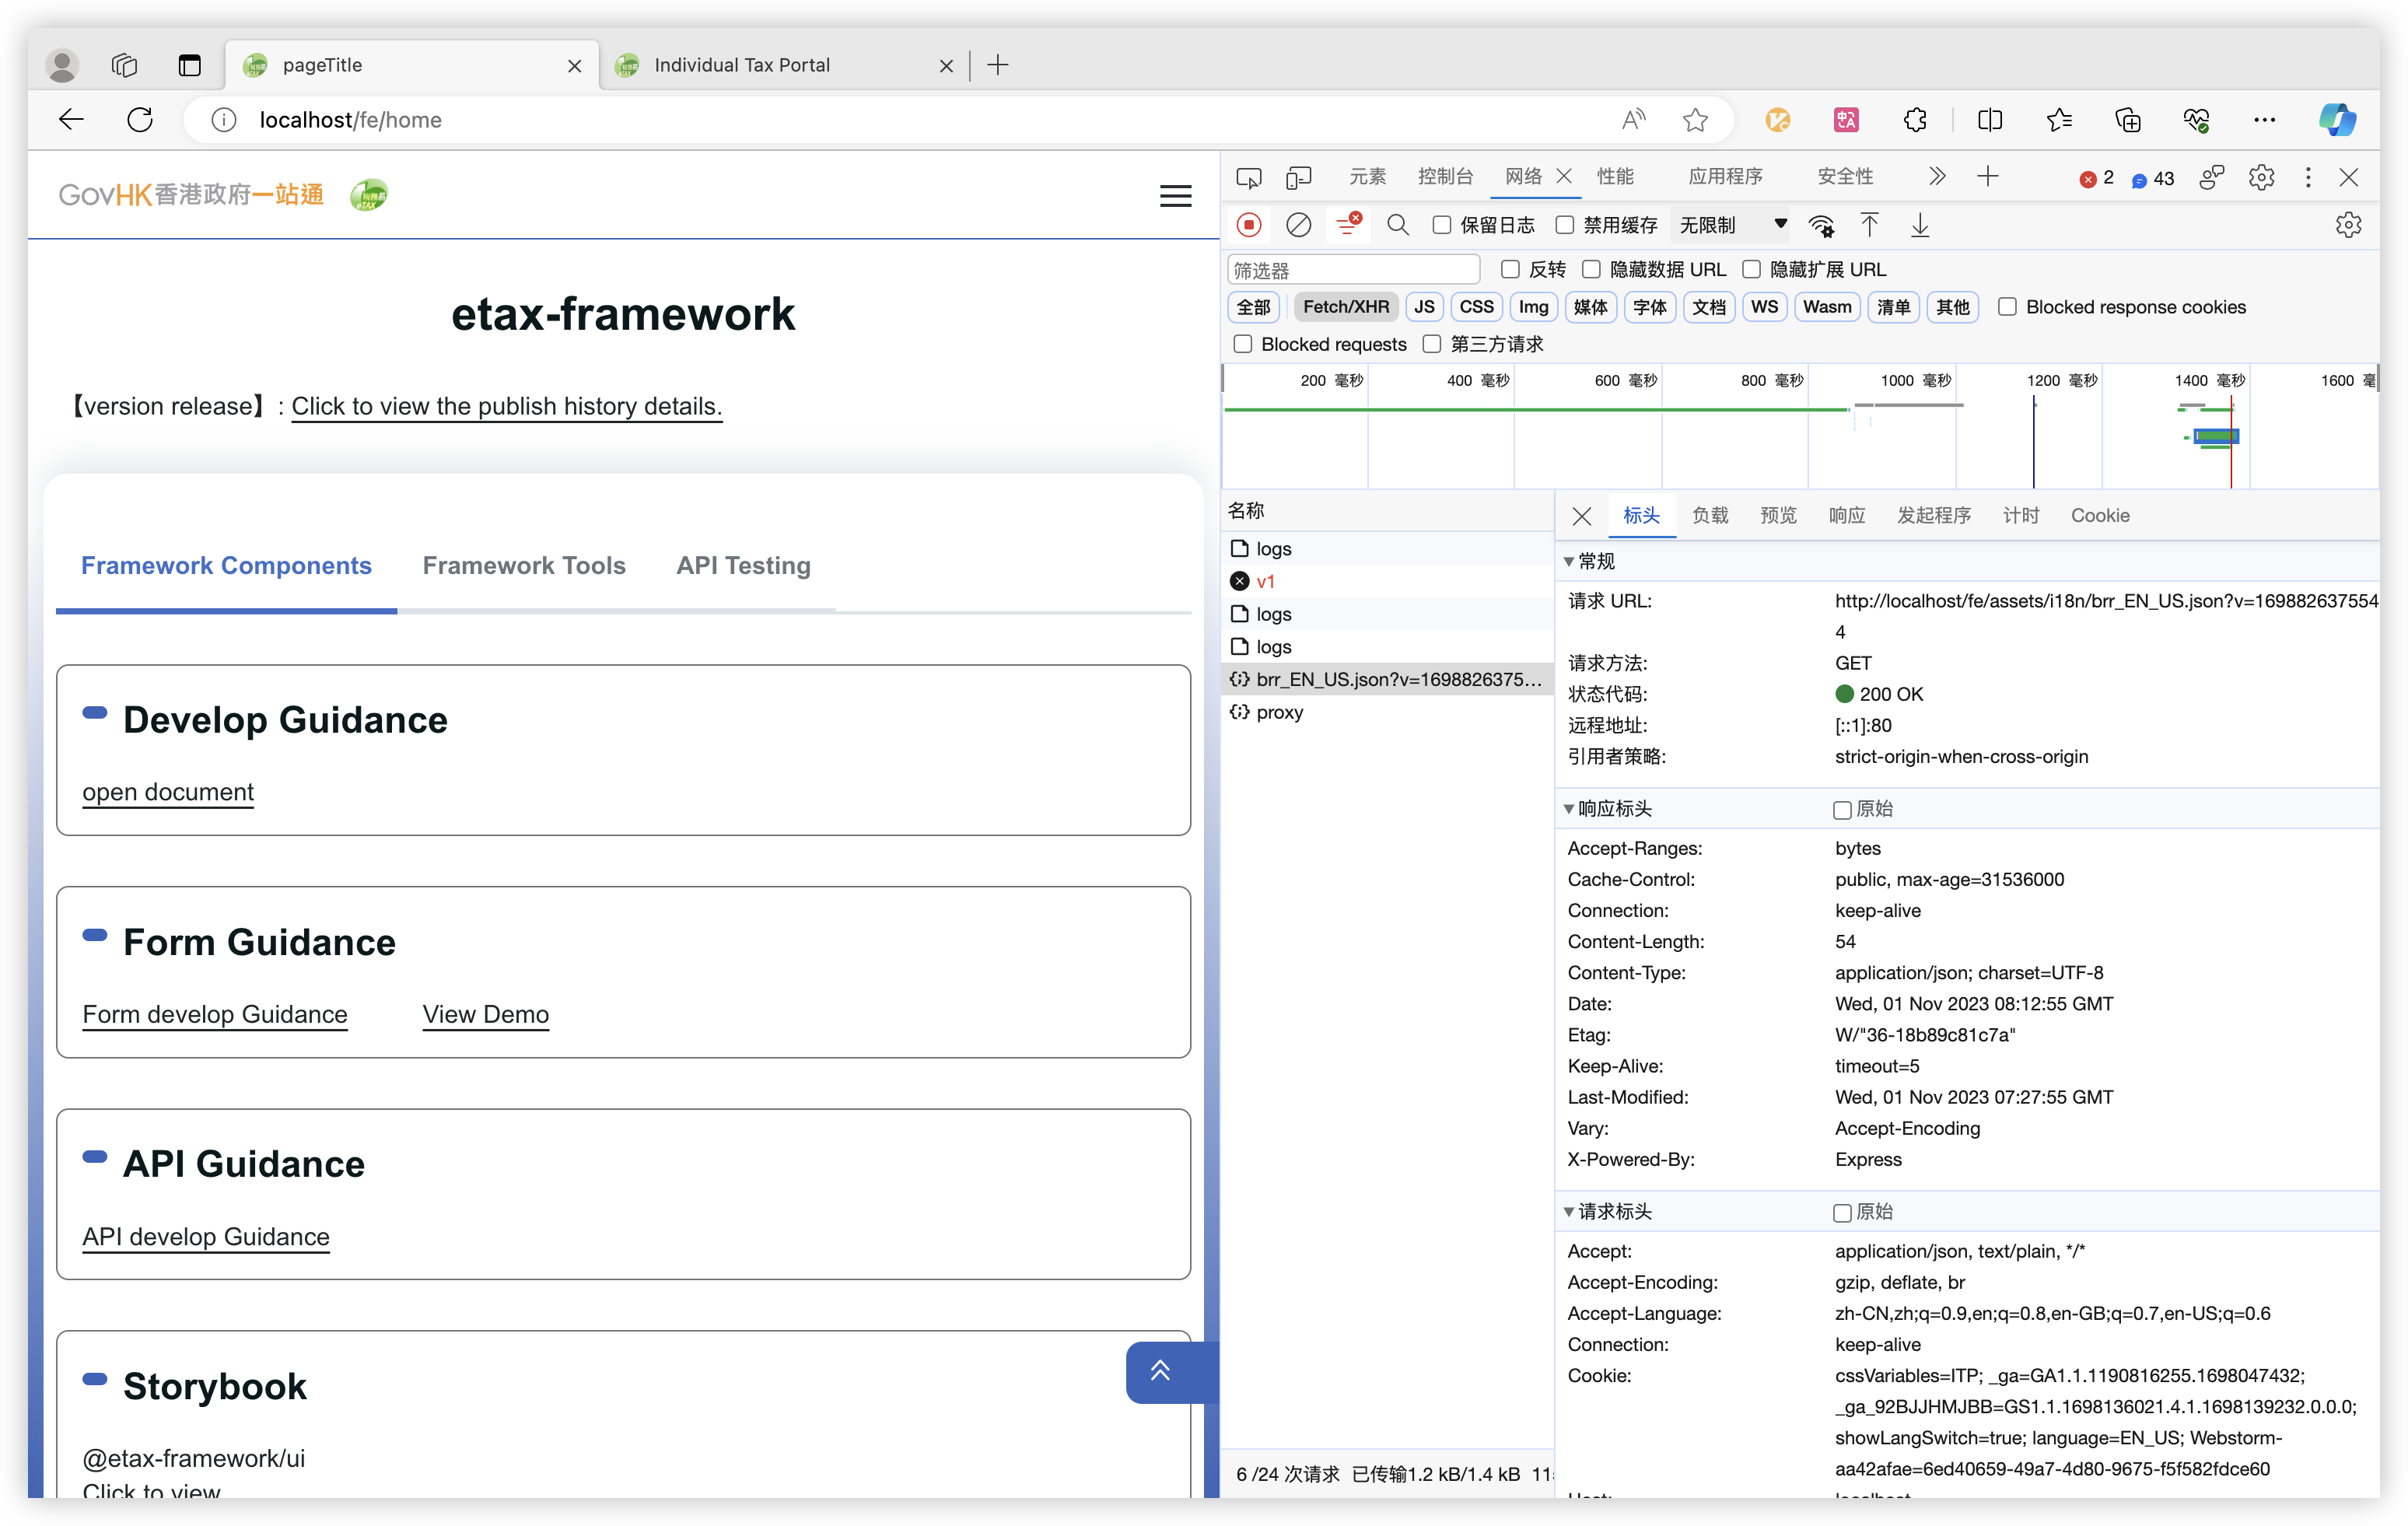 pageTitle
Individual Tax Portal
localhost/fe/home
GovHK香港政府一站通
etax-framework
【version release】: Click to view the publish history details.
Framework Components
Framework Tools
API Testing
Develop Guidance
open document
Form Guidance
Form develop Guidance
View Demo
API Guidance
API develop Guidance
Storybook
@etax-framework/ui
Click to view
元素
控制台
网络
性能
应用程序
安全性
2
43
保留日志
禁用缓存
无限制
筛选器
反转
隐藏数据 URL
隐藏扩展 URL
全部
Fetch/XHR
JS
CSS
Img
媒体
字体
文档
WS
Wasm
清单
其他
Blocked response cookies
Blocked requests
第三方请求
200 毫秒
400 毫秒
600 毫秒
800 毫秒
1000 毫秒
1200 毫秒
1400 毫秒
1600 毫
名称
logs
v1
logs
logs
brr_EN_US.json?v=1698826375...
proxy
6 /24 次请求 已传输1.2 kB/1.4 kB
标头
负载
预览
响应
发起程序
计时
Cookie
常规
请求 URL: http://localhost/fe/assets/i18n/brr_EN_US.json?v=169882637554
4
请求方法: GET
状态代码: 200 OK
远程地址: [::1]:80
引用者策略: strict-origin-when-cross-origin
响应标头 原始
Accept-Ranges: bytes
Cache-Control: public, max-age=31536000
Connection: keep-alive
Content-Length: 54
Content-Type: application/json; charset=UTF-8
Date: Wed, 01 Nov 2023 08:12:55 GMT
Etag: W/"36-18b89c81c7a"
Keep-Alive: timeout=5
Last-Modified: Wed, 01 Nov 2023 07:27:55 GMT
Vary: Accept-Encoding
X-Powered-By: Express
请求标头 原始
Accept: application/json, text/plain, */*
Accept-Encoding: gzip, deflate, br
Accept-Language: zh-CN,zh;q=0.9,en;q=0.8,en-GB;q=0.7,en-US;q=0.6
Connection: keep-alive
Cookie: cssVariables=ITP; _ga=GA1.1.1190816255.1698047432;
_ga_92BJJHMJBB=GS1.1.1698136021.4.1.1698139232.0.0.0;
showLangSwitch=true; language=EN_US; Webstorm-
aa42afae=6ed40659-49a7-4d80-9675-f5f582fdce60